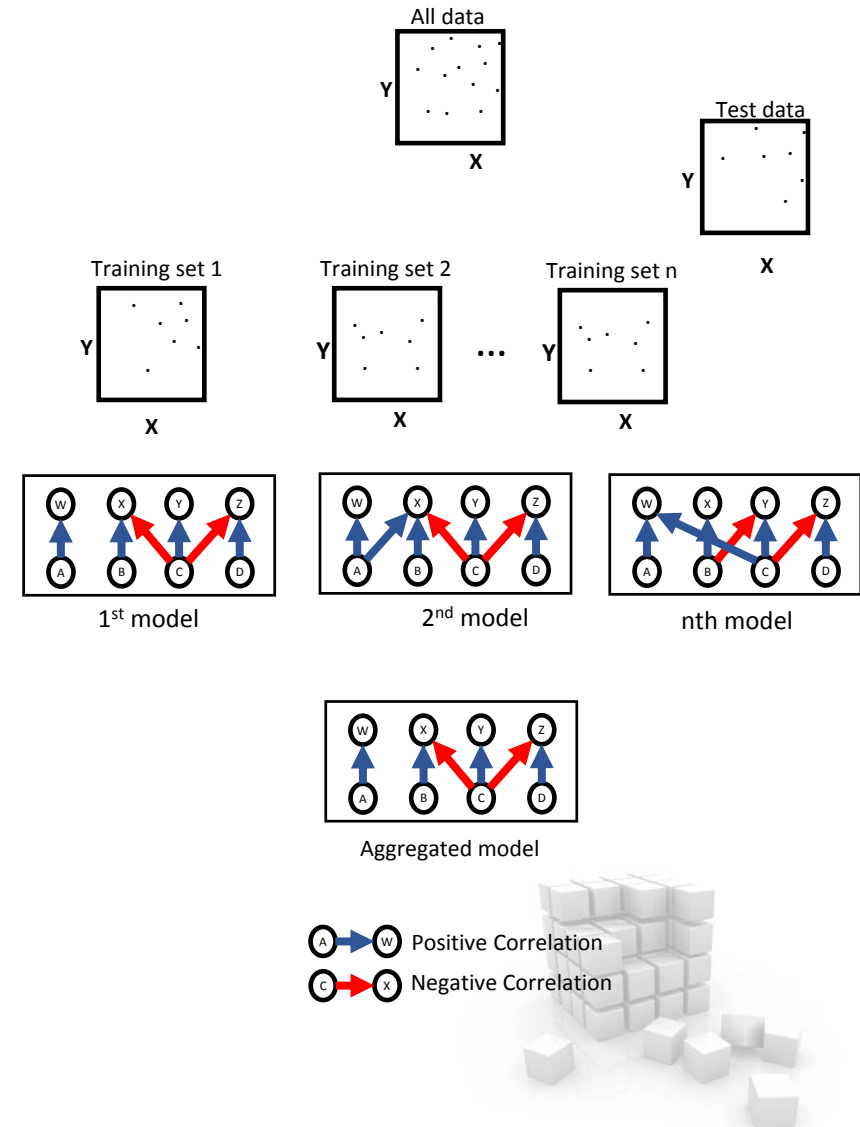 All data
Y
X
Test data
Y
X
Training set 1
Training set 2
Training set n
Y
Y
...
Y
X
X
X
W X Y Z
W X Y Z
W X Y Z
A B C D
A B C D
A B C D
1st model
2nd model
nth model
W X Y Z
A B C D
Aggregated model
A W Positive Correlation
C X Negative Correlation